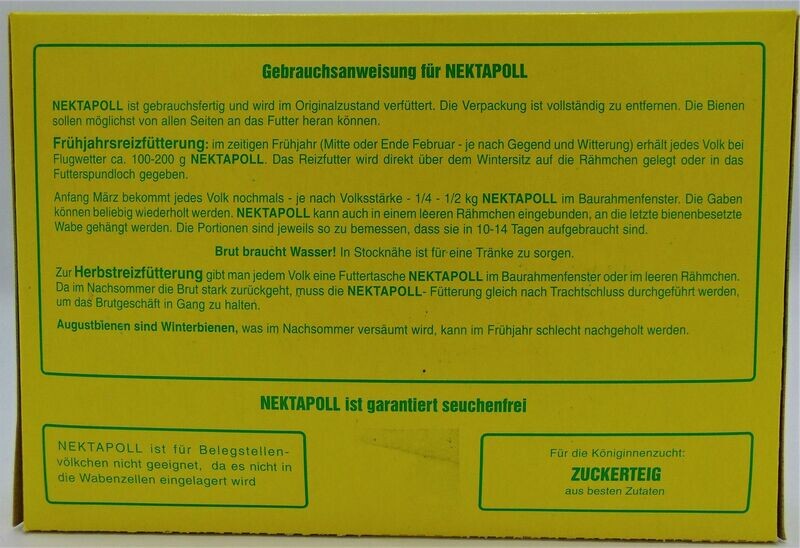 Gebrauchsanweisung für NEKTAPOLL
NEKTAPOLL ist gebrauchsfertig und wird im Originalzustand verfüttert. Die Verpackung ist vollständig zu entfernen. Die Bienen
sollen möglichst von allen Seiten an das Futter heran können.
Frühjahrsreizfütterung: im zeitigen Frühjahr (Mitte oder Ende Februar - je nach Gegend und Witterung) erhält jedes Volk bei
Flugwetter ca. 100-200 g NEKTAPOLL. Das Reizfutter wird direkt über dem Wintersitz auf die Rähmchen gelegt oder in das
Futterspundloch gegeben.
Anfang März bekommt jedes Volk nochmals - je nach Volksstärke - 1/4 - 1/2 kg NEKTAPOLL im Baurahmenfenster. Die Gaben
können beliebig wiederholt werden. NEKTAPOLL kann auch in einem leeren Rähmchen eingebunden, an die letzte bienenbesetzte
Wabe gehängt werden. Die Portionen sind jeweils so zu bemessen, dass sie in 10-14 Tagen aufgebraucht sind.
Brut braucht Wasser! In Stocknähe ist für eine Tränke zu sorgen.
Zur Herbstreizfütterung gibt man jedem Volk eine Futtertasche NEKTAPOLL im Baurahmenfenster oder im leeren Rähmchen.
Da im Nachsommer die Brut stark zurückgeht, muss die NEKTAPOLL- Fütterung gleich nach Trachtschluss durchgeführt werden,
um das Brutgeschäft in Gang zu halten.
Augustbienen sind Winterbienen, was im Nachsommer versäumt wird, kann im Frühjahr schlecht nachgeholt werden.
NEKTAPOLL ist garantiert seuchenfrei
NEKTAPOLL ist für Belegstellen-
völkchen nicht geeignet, da es nicht in
die Wabenzellen eingelagert wird
Für die Königinnenzucht:
ZUCKERTEIG
aus besten Zutaten